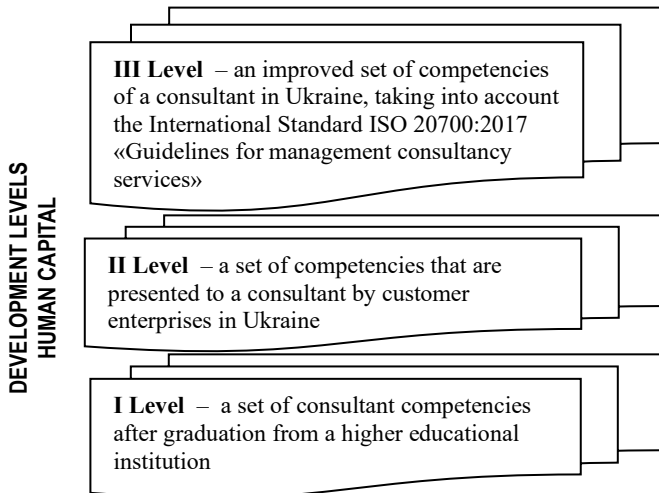 DEVELOPMENT LEVELS
HUMAN CAPITAL
III Level – an improved set of competencies
of a consultant in Ukraine, taking into account
the International Standard ISO 20700:2017
«Guidelines for management consultancy
services»
II Level – a set of competencies that are
presented to a consultant by customer
enterprises in Ukraine
I Level – a set of consultant competencies
after graduation from a higher educational
institution